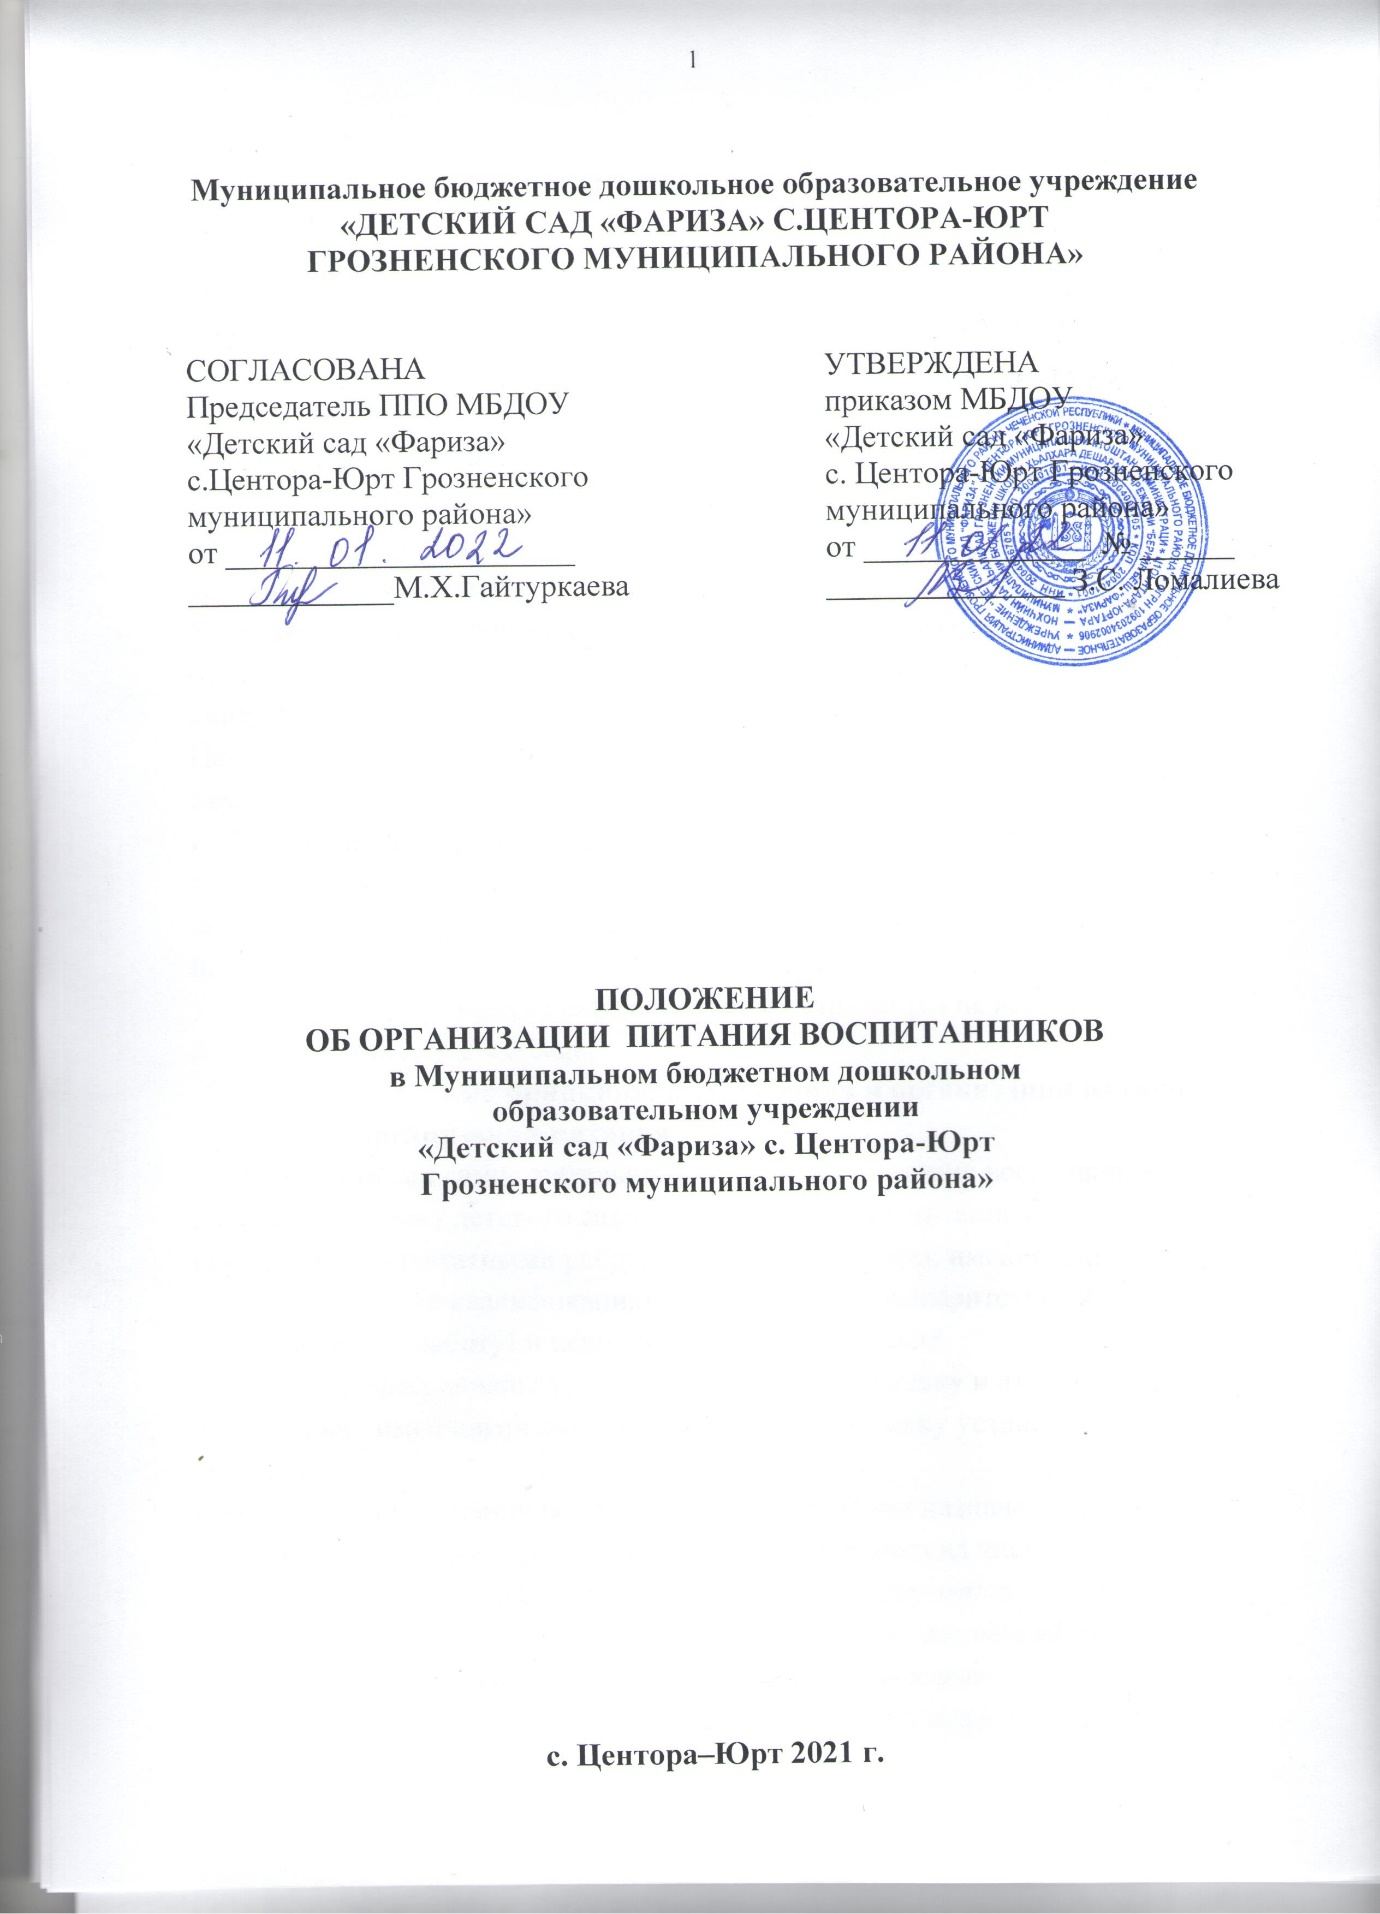 1
Муниципальное бюджетное дошкольное образовательное учреждение
«ДЕТСКИЙ САД «ФАРИЗА» С.ЦЕНТОРА-ЮРТ
ГРОЗНЕНСКОГО МУНИЦИПАЛЬНОГО РАЙОНА»
СОГЛАСОВАНА
Председатель ППО МБДОУ
«Детский сад «Фариза»
с.Центора-Юрт Грозненского
муниципального района»
от 11. 01. 2022
М.Х.Гайтуркаева
УТВЕРЖДЕНА
приказом МБДОУ
«Детский сад «Фариза»
с. Центора-Юрт Грозненского
муниципального района»
от 11 01 22 №
З.С. Домалиева
ПОЛОЖЕНИЕ
ОБ ОРГАНИЗАЦИИ ПИТАНИЯ ВОСПИТАННИКОВ
в Муниципальном бюджетном дошкольном
образовательном учреждении
«Детский сад «Фариза» с. Центора-Юрт
Грозненского муниципального района»
с. Центора–Юрт 2021 г.